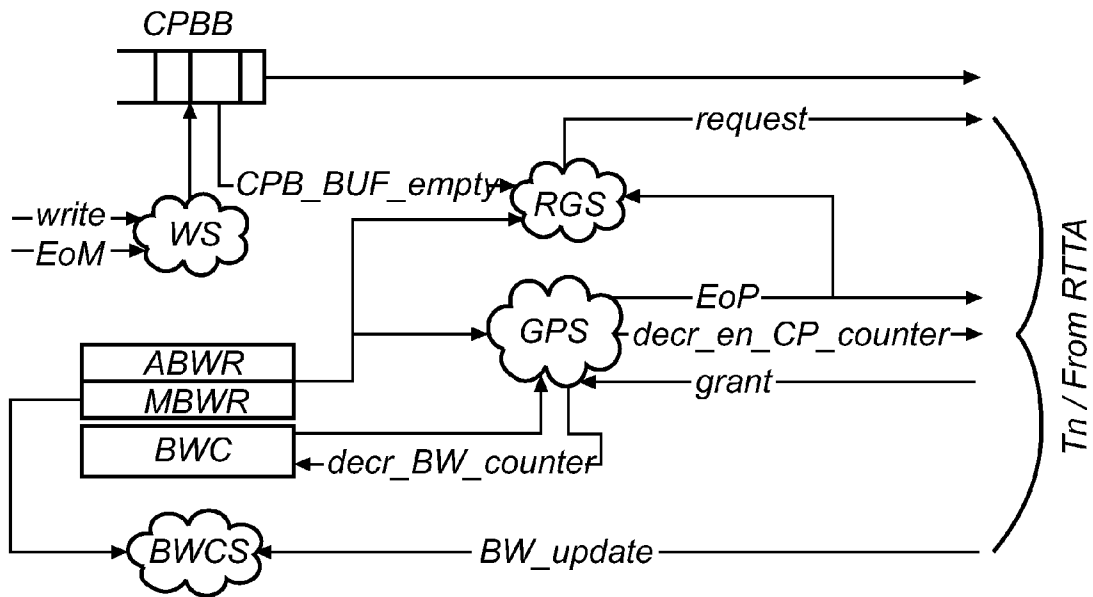 CPBB
request
CPB_BUF_empty
RGS
write
WS
EoM
EoP
GPS
decr_en_CP_counter
ABWR
grant
MBWR
BWC
decr_BW_counter
BWCS
BW_update
Tn / From RTTA